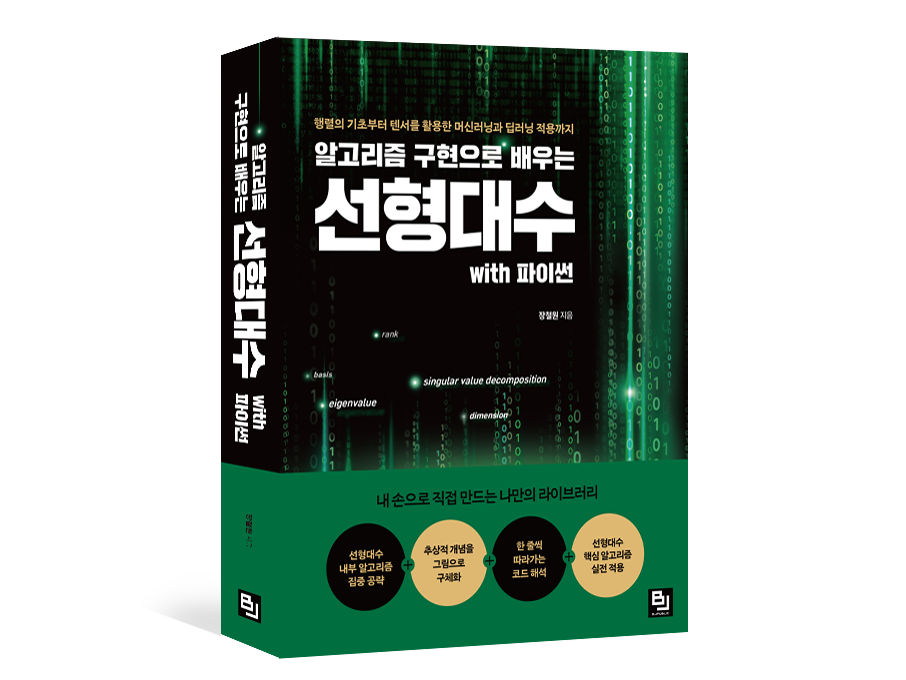 행렬의 기초부터 텐서를 활용한 머신러닝과 딥러닝 적용까지
알고리즘 구현으로 배우는
선형대수
with 파이썬
장철원 지음
rank
basis
singular value decomposition
eigenvalue
dimension
내 손으로 직접 만드는 나만의 라이브러리
선형대수
내부 알고리즘
집중 공략
+
추상적 개념을
그림으로
구체화
+
한 줄씩
따라가는
코드 해석
+
선형대수
핵심 알고리즘
실전 적용
BJ
구현으로 배우는
알고리즘
선형대수
with
파이썬
장철원
BJ